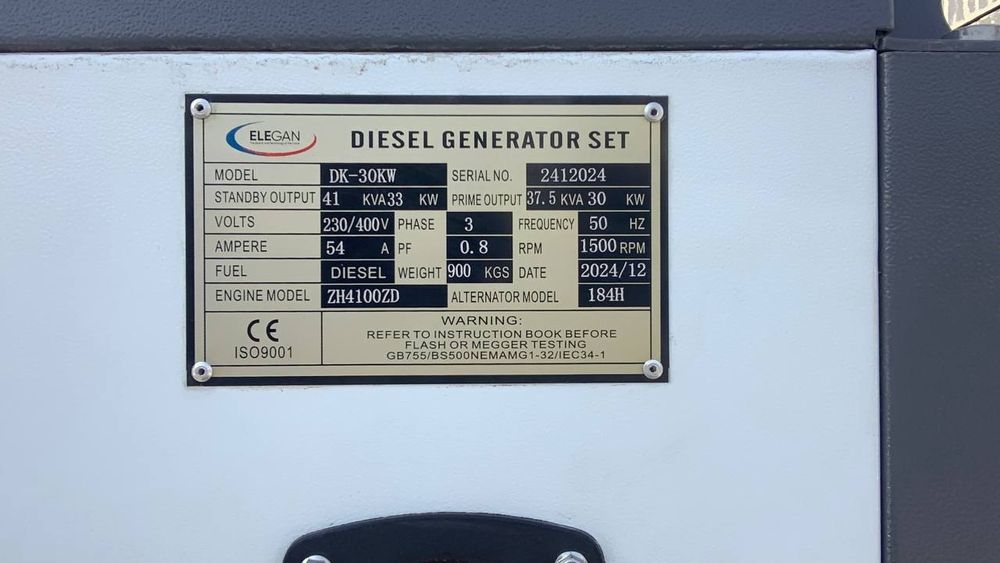 ELEGAN
DIESEL GENERATOR SET
MODEL DK-30KW SERIAL NO. 2412024
STANDBY OUTPUT 41 KVA 33 KW PRIME OUTPUT 37.5 KVA 30 KW
VOLTS 230/400V PHASE 3 FREQUENCY 50 HZ
AMPERE 54 A PF 0.8 RPM 1500 RPM
FUEL DIESEL WEIGHT 900 KGS DATE 2024/12
ENGINE MODEL ZH4100ZD ALTERNATOR MODEL 184H
CE
ISO9001
WARNING:
REFER TO INSTRUCTION BOOK BEFORE
FLASH OR MEGGER TESTING
GB755/BS500NEMAMG1-32/IEC34-1